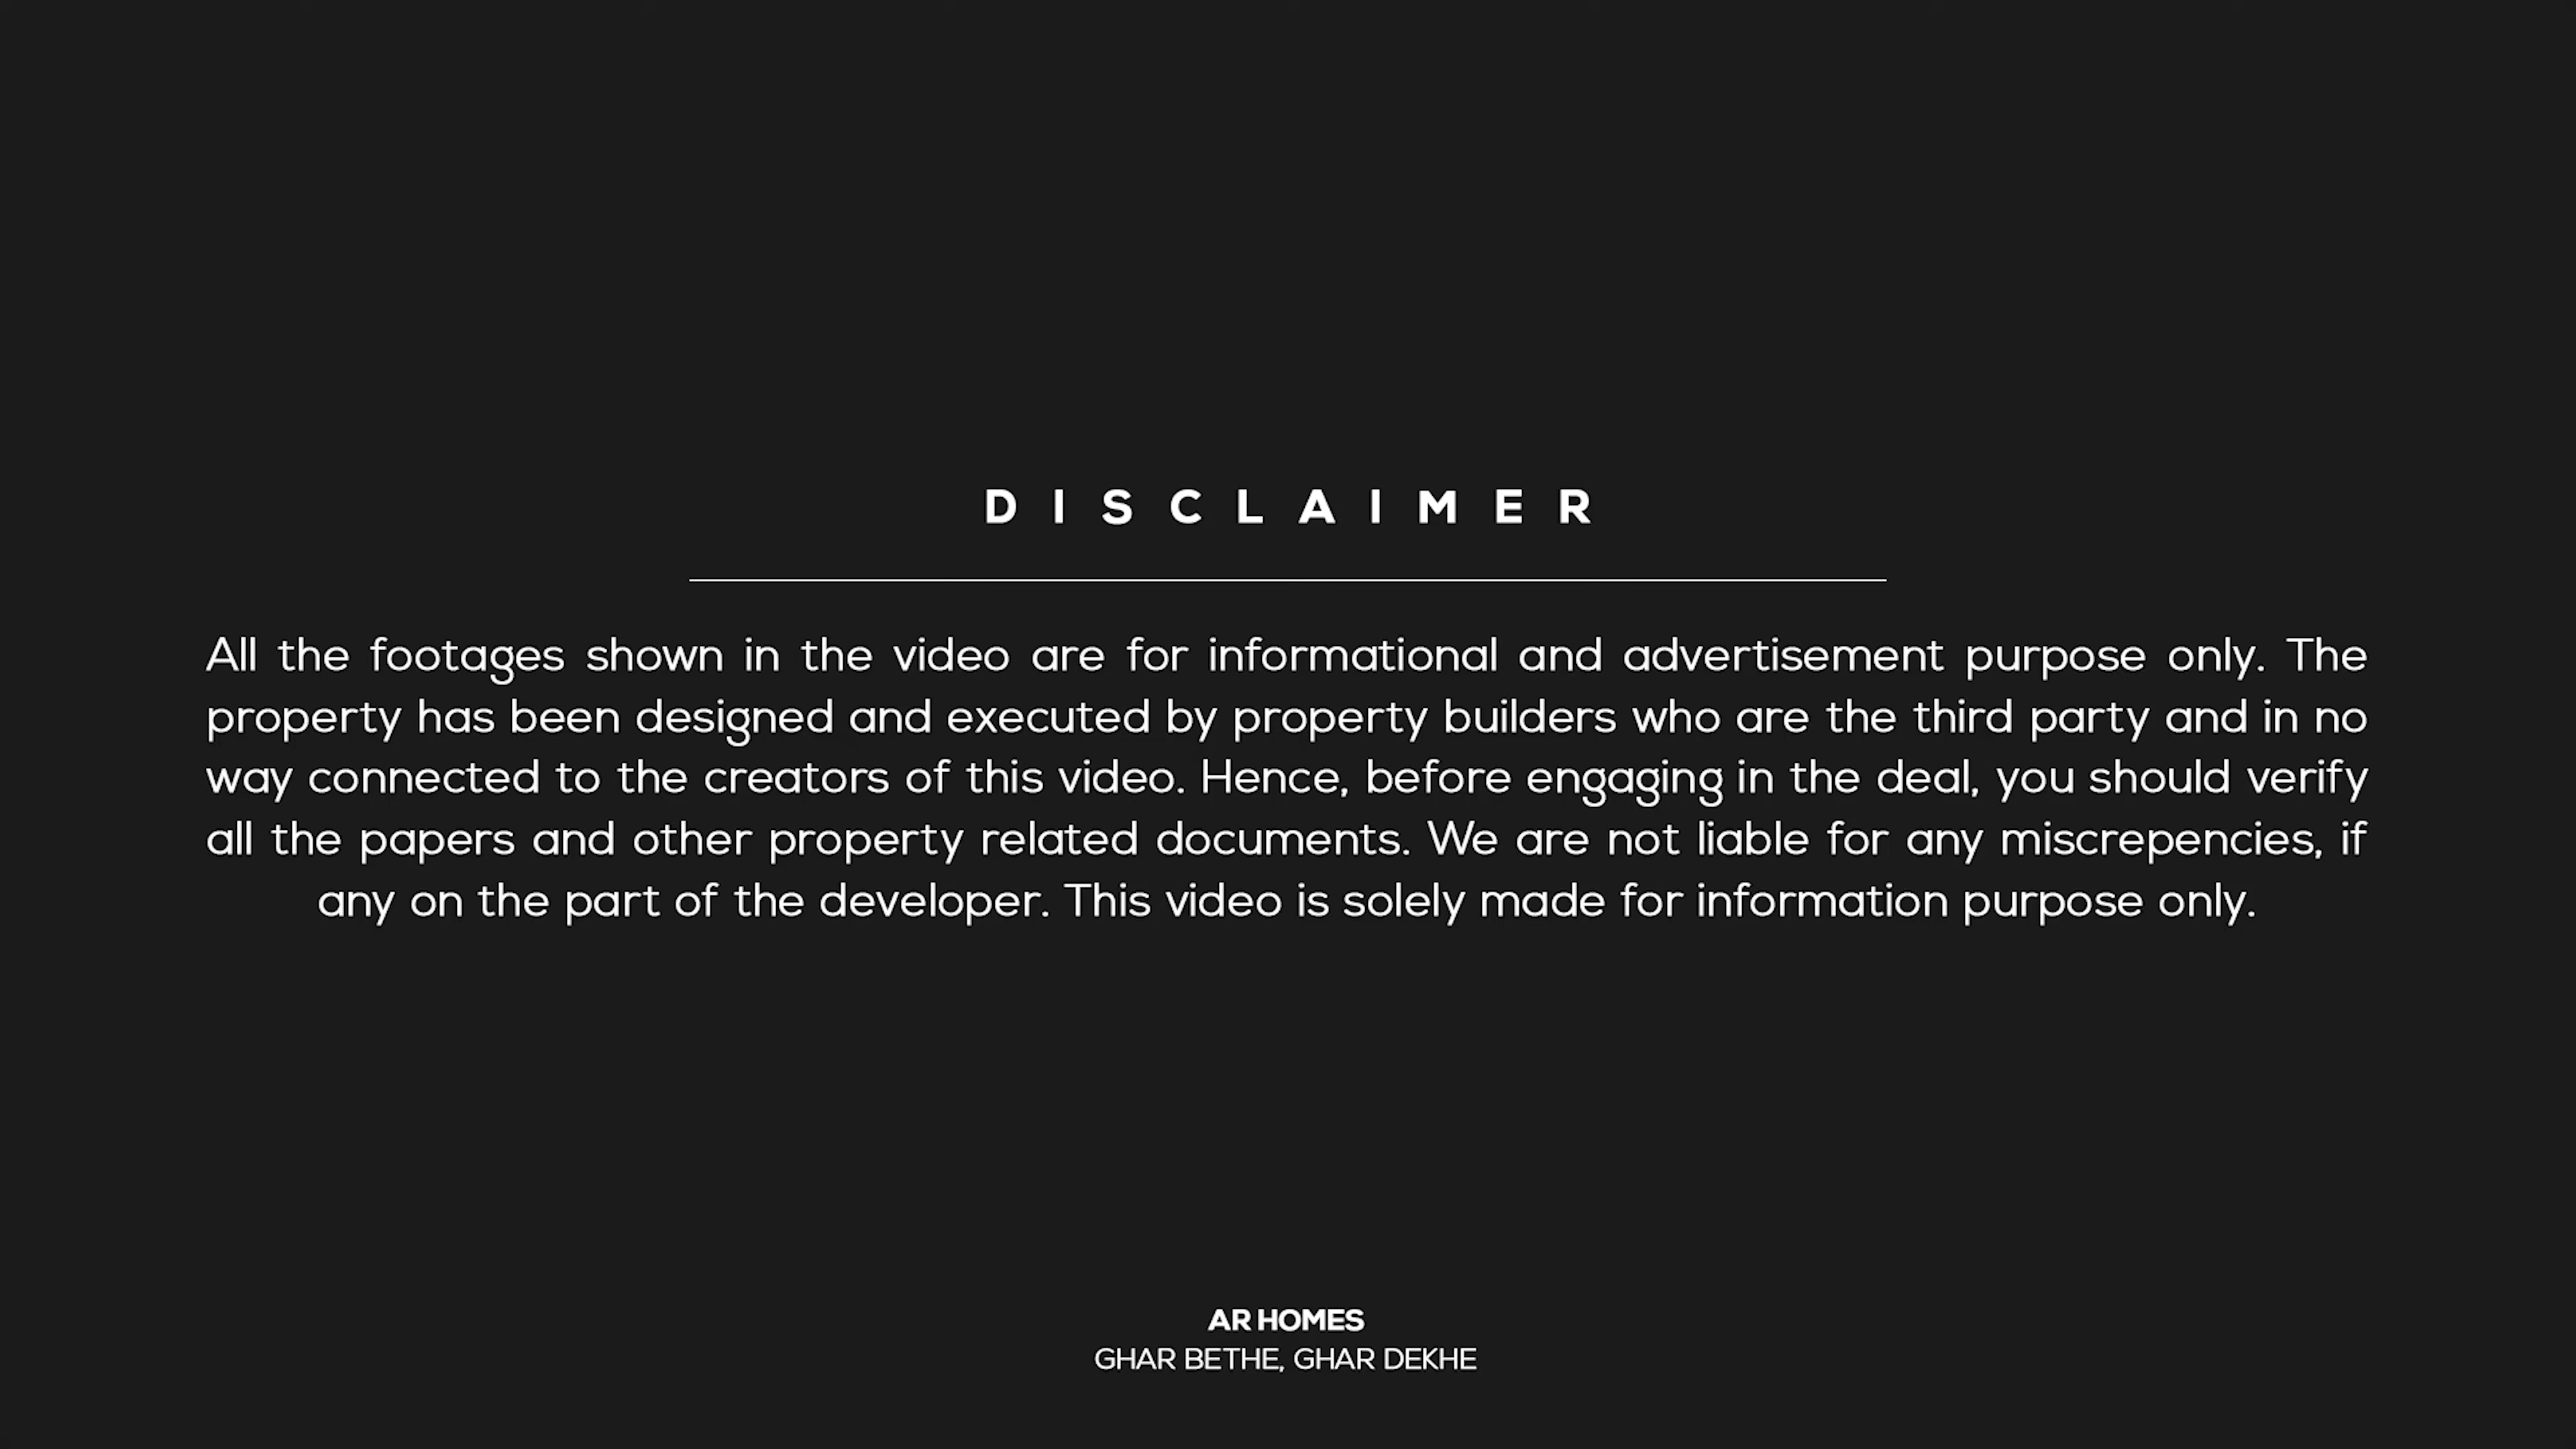 DISCLAIMER
All the footages shown in the video are for informational and advertisement purpose only. The
property has been designed and executed by property builders who are the third party and in no
way connected to the creators of this video. Hence, before engaging in the deal, you should verify
all the papers and other property related documents. We are not liable for any miscrepencies, if
any on the part of the developer. This video is solely made for information purpose only.
AR HOMES
GHAR BETHE, GHAR DEKHE